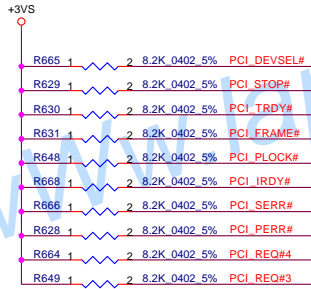 +3VS
R665 1 2 8.2K_0402_5% PCI_DEVSEL#
R629 1 2 8.2K_0402_5% PCI_STOP#
R630 1 2 8.2K_0402_5% PCI_TRDY#
R631 1 2 8.2K_0402_5% PCI_FRAME#
R648 1 2 8.2K_0402_5% PCI_PLOCK#
R668 1 2 8.2K_0402_5% PCI_IRDY#
R666 1 2 8.2K_0402_5% PCI_SERR#
R628 1 2 8.2K_0402_5% PCI_PERR#
R664 1 2 8.2K_0402_5% PCI_REQ#4
R649 1 2 8.2K_0402_5% PCI_REQ#3
www.la